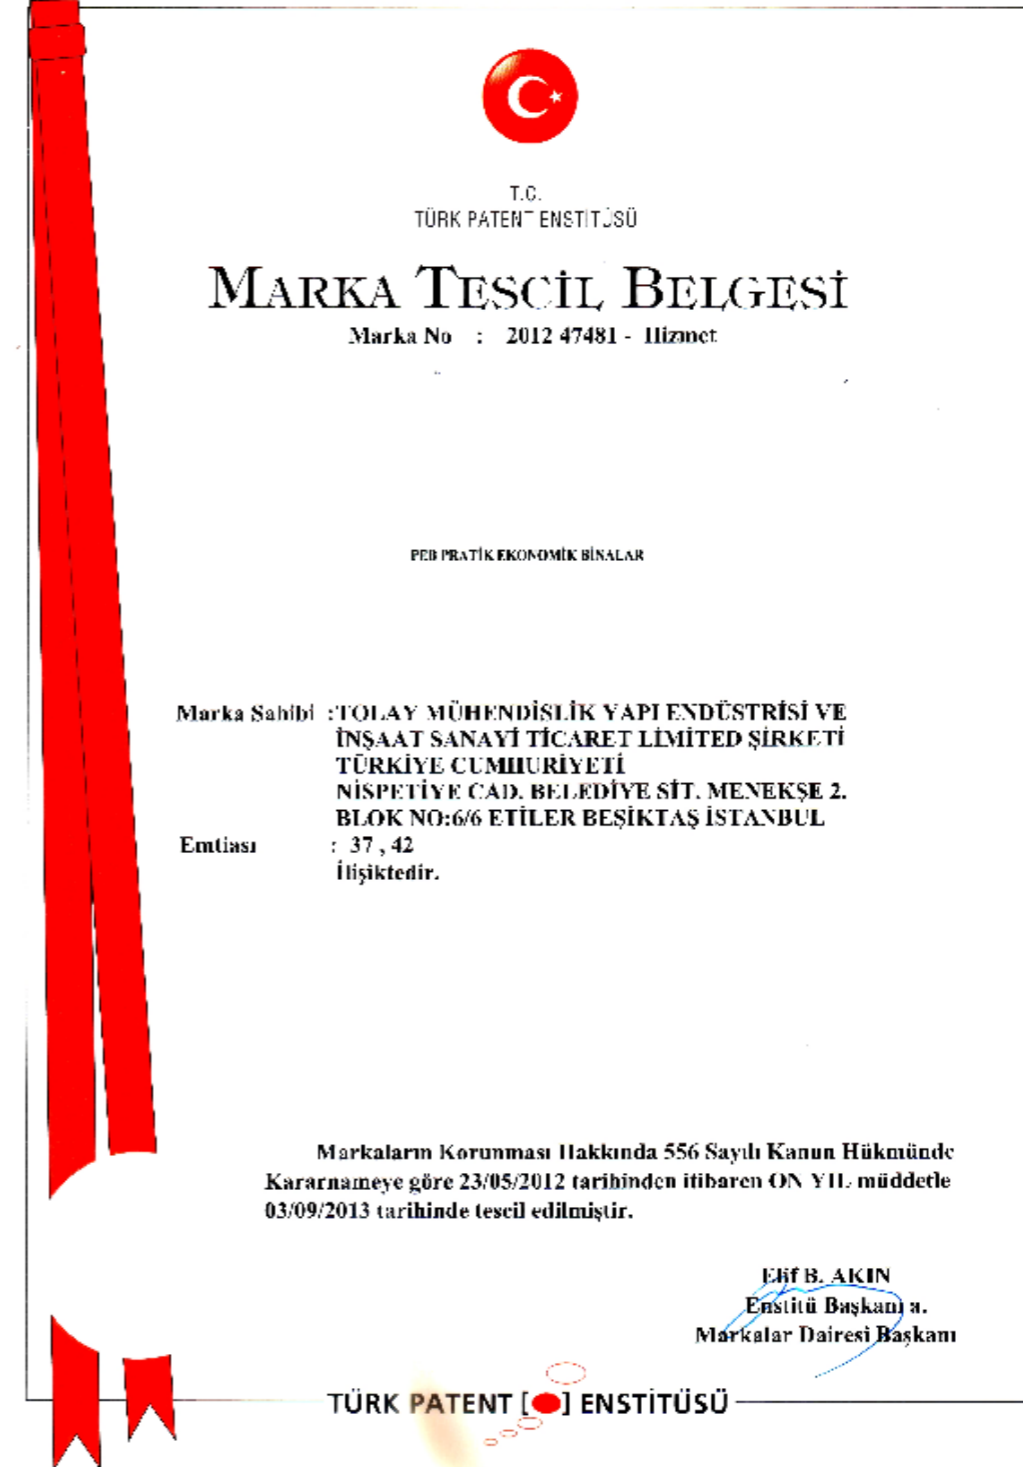 T.C.
TÜRK PATENT ENSTİTÜSÜ
MARKA TESCİL BELGESİ
Marka No : 2012 47481 - Hizmet
PEB PRATİK EKONOMİK BİNALAR
Marka Sahibi :TOLAY MÜHENDİSLİK YAPI ENDÜSTRİSİ VE
İNŞAAT SANAYİ TİCARET LİMİTED ŞİRKETİ
TÜRKİYE CUMHURİYETİ
NİSPETİYE CAD. BELEDİYE SİT. MENEKŞE 2.
BLOK NO:6/6 ETİLER BEŞİKTAŞ İSTANBUL
Emtiası : 37 , 42
İlişiktedir.
Markaların Korunması Hakkında 556 Sayılı Kanun Hükmünde
Kararnameye göre 23/05/2012 tarihinden itibaren ON YIL müddetle
03/09/2013 tarihinde tescil edilmiştir.
Elif B. AKIN
Enstitü Başkanı a.
Markalar Dairesi Başkanı
TÜRK PATENT [ ] ENSTİTÜSÜ